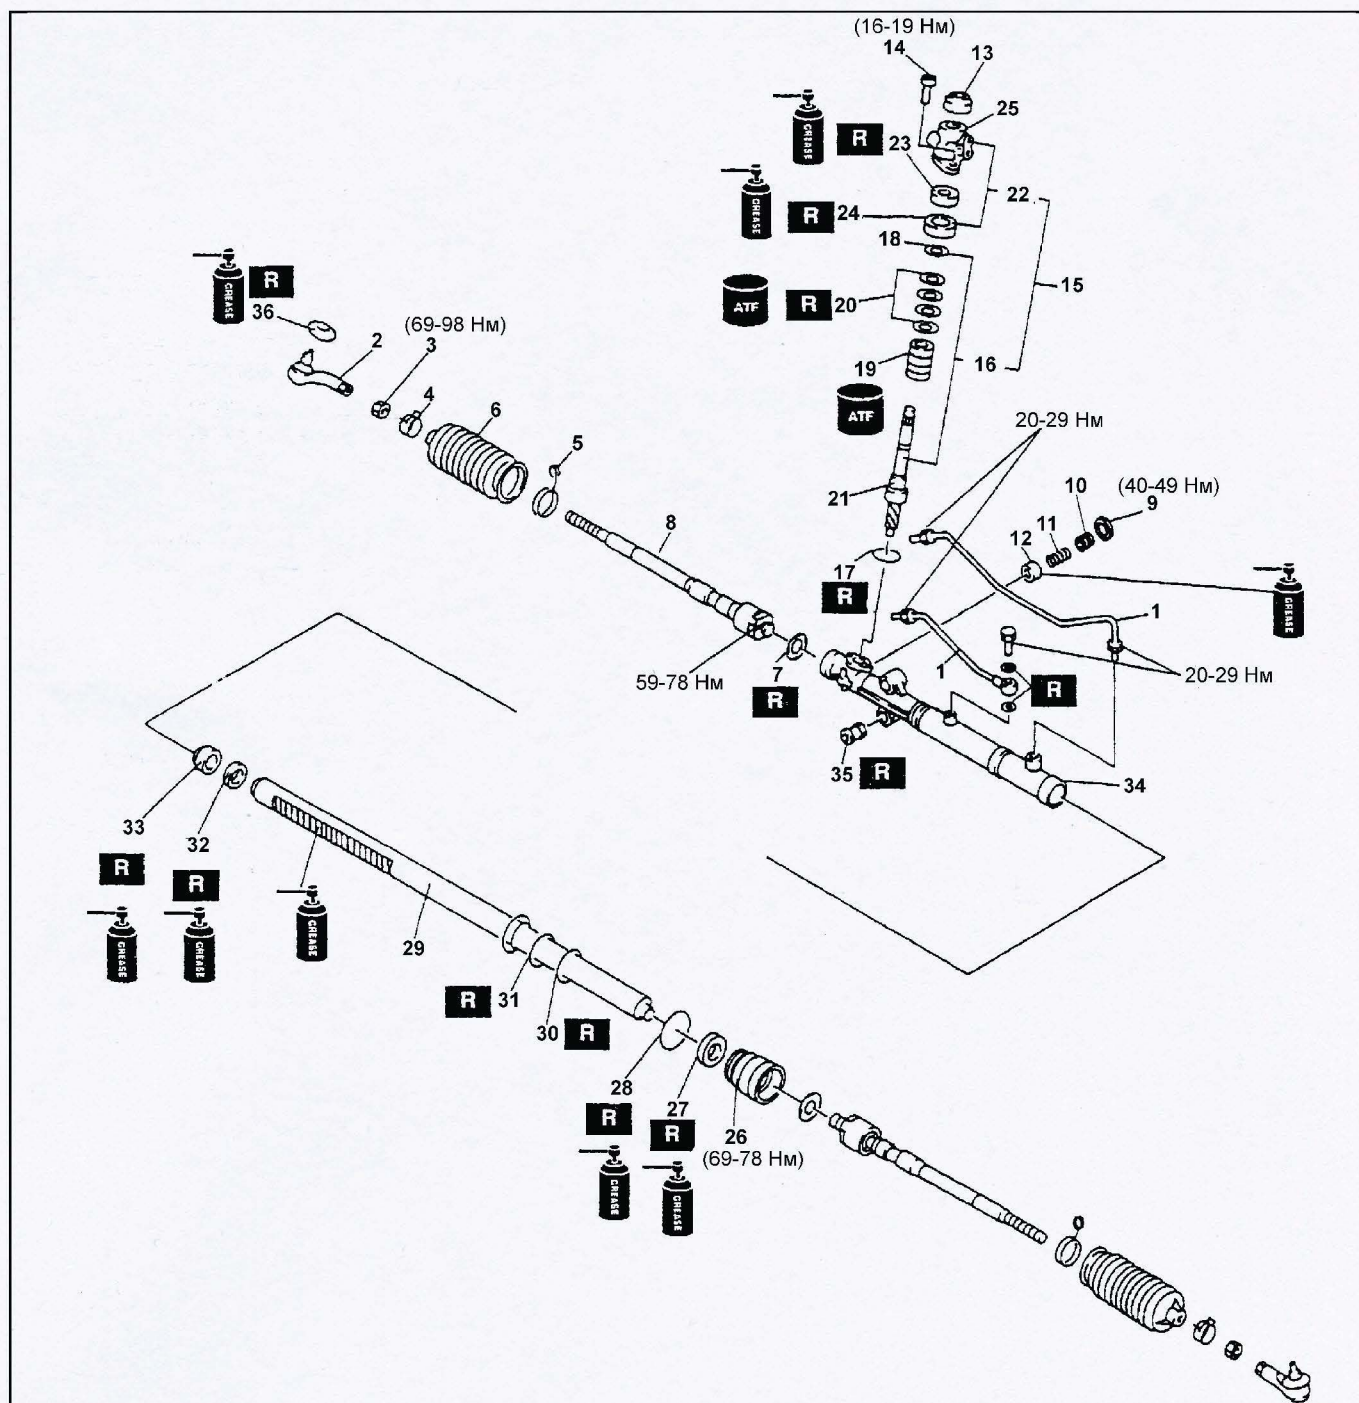 (16-19 Нм)
14
13
25
GREASE
R
23
22
GREASE
R
24
18
15
ATF
R
20
19
16
ATF
GREASE
R
36
2
(69-98 Нм)
3
4
6
5
8
21
20-29 Нм
10
(40-49 Нм)
9
11
12
17
R
GREASE
1
1
20-29 Нм
R
59-78 Нм
7
R
35
R
34
33
32
R
R
GREASE
GREASE
GREASE
29
R
31
30
R
28
27
R
R
26
(69-78 Нм)
GREASE
GREASE